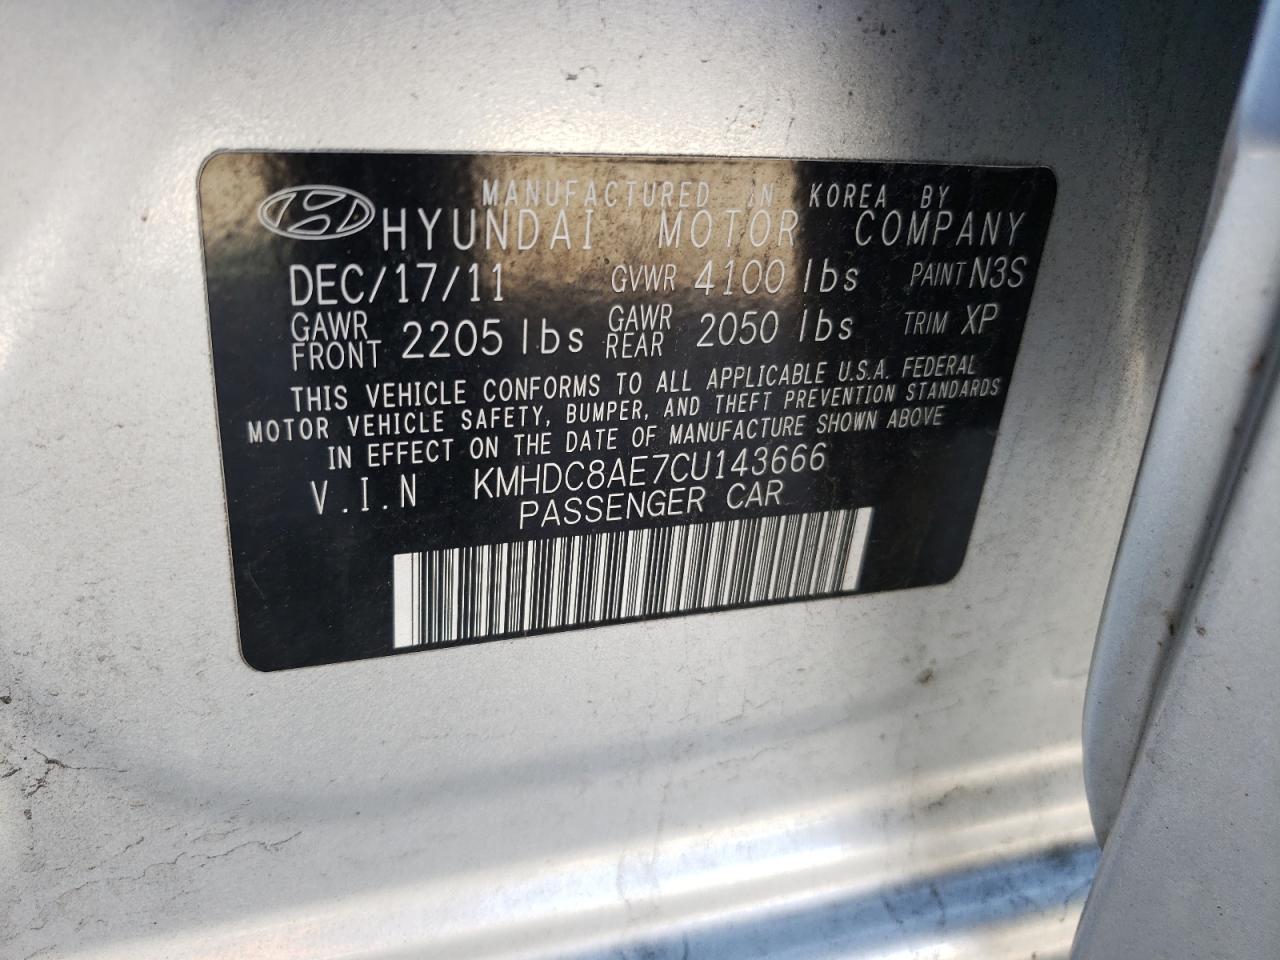 MANUFACTURED IN KOREA BY
HYUNDAI MOTOR COMPANY
DEC/17/11 GVWR 4100 lbs PAINT N3S
GAWR FRONT 2205 lbs GAWR REAR 2050 lbs TRIM XP
THIS VEHICLE CONFORMS TO ALL APPLICABLE U.S.A. FEDERAL
MOTOR VEHICLE SAFETY, BUMPER, AND THEFT PREVENTION STANDARDS
IN EFFECT ON THE DATE OF MANUFACTURE SHOWN ABOVE
V.I.N KMHDC8AE7CU143666
PASSENGER CAR